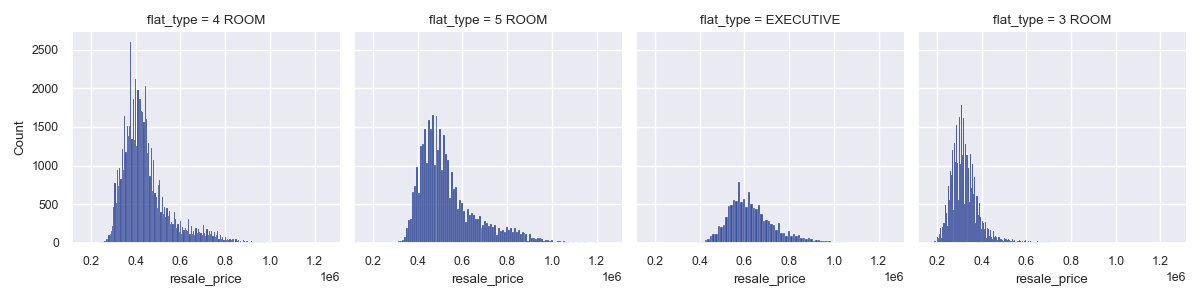 flat_type = 4 ROOM
flat_type = 5 ROOM
flat_type = EXECUTIVE
flat_type = 3 ROOM
Count
2500
2000
1500
1000
500
0
0.2 0.4 0.6 0.8 1.0 1.2
1e6
resale_price
0.2 0.4 0.6 0.8 1.0 1.2
1e6
resale_price
0.2 0.4 0.6 0.8 1.0 1.2
1e6
resale_price
0.2 0.4 0.6 0.8 1.0 1.2
1e6
resale_price